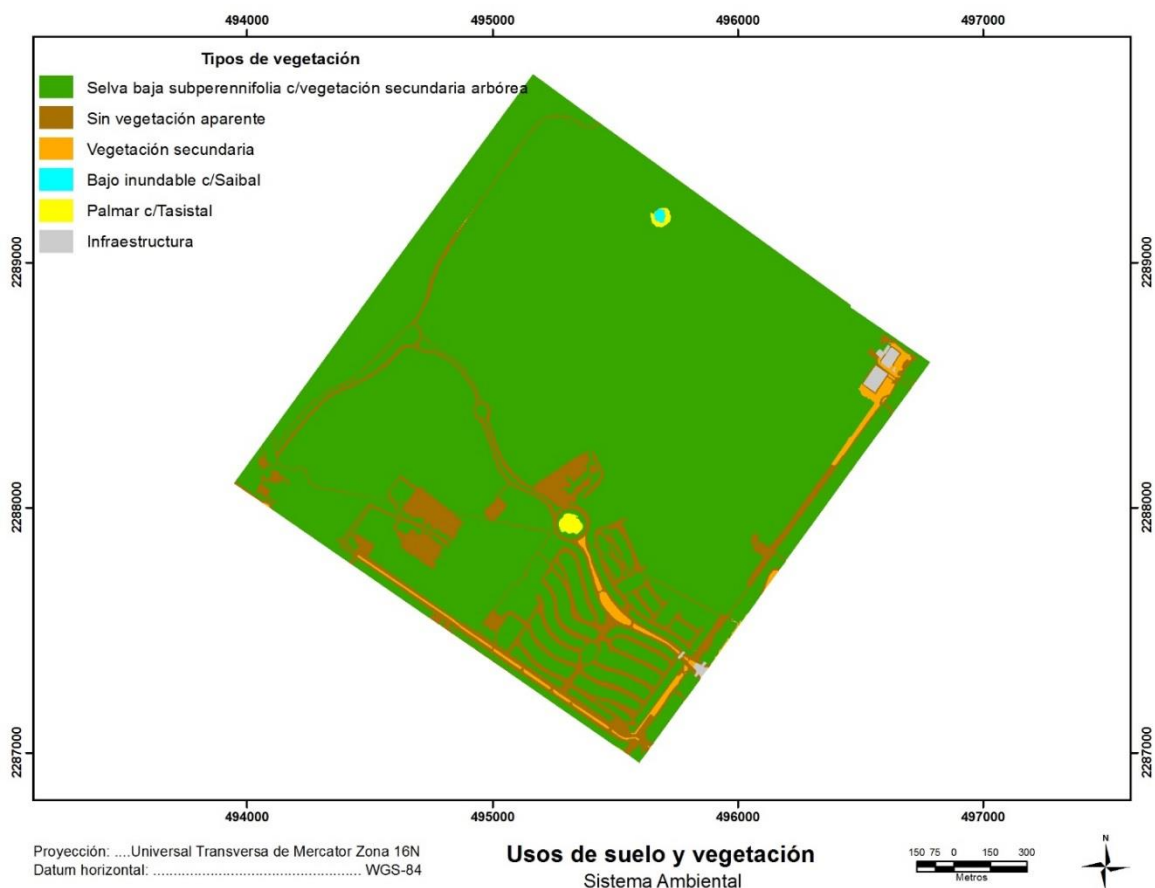 494000 495000 496000 497000
Tipos de vegetación
Selva baja subperennifolia c/vegetación secundaria arbórea
Sin vegetación aparente
Vegetación secundaria
Bajo inundable c/Saibal
Palmar c/Tasistal
Infraestructura
2289000 2289000
2288000 2288000
2287000 2287000
494000 495000 496000 497000
Proyección: ....Universal Transversa de Mercator Zona 16N
Datum horizontal: ................................................. WGS-84
Usos de suelo y vegetación
Sistema Ambiental
150 75 0 150 300
Metros
N